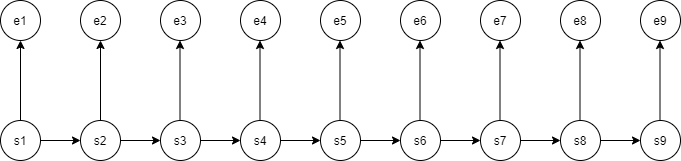 e1 e2 e3 e4 e5 e6 e7 e8 e9
s1 s2 s3 s4 s5 s6 s7 s8 s9